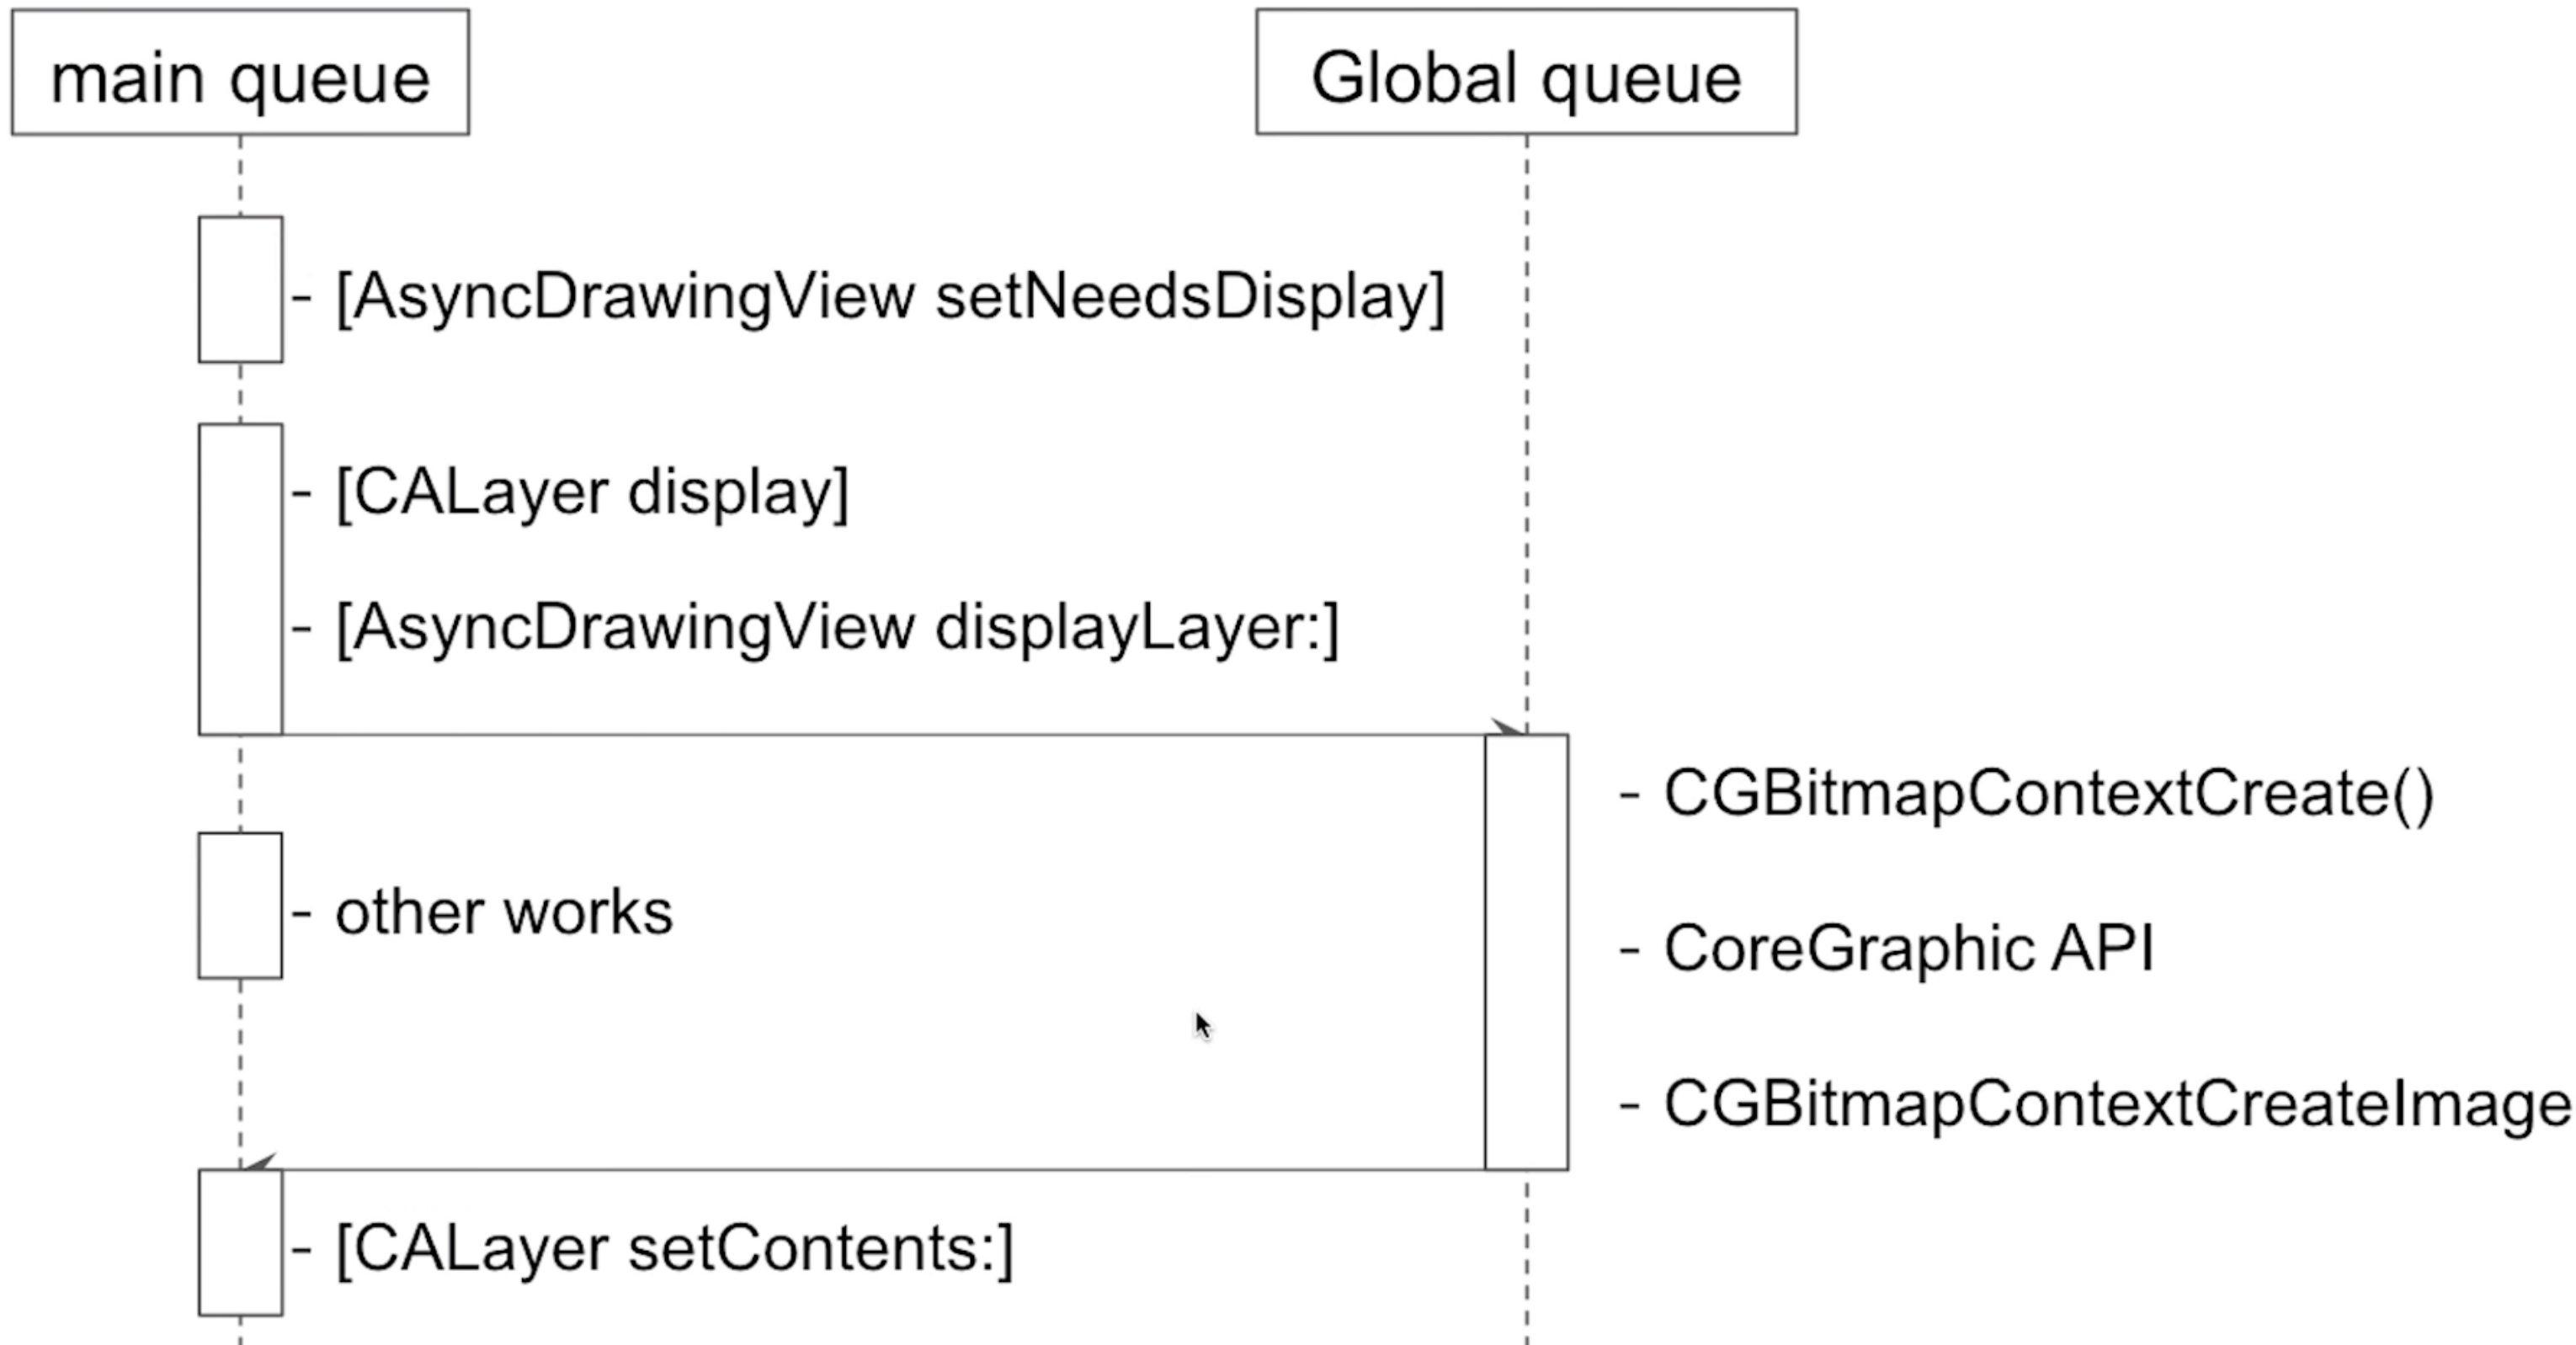 main queue
Global queue
- [AsyncDrawingView setNeedsDisplay]
- [CALayer display]
- [AsyncDrawingView displayLayer:]
- CGBitmapContextCreate()
- other works
- CoreGraphic API
- CGBitmapContextCreateImage
- [CALayer setContents:]